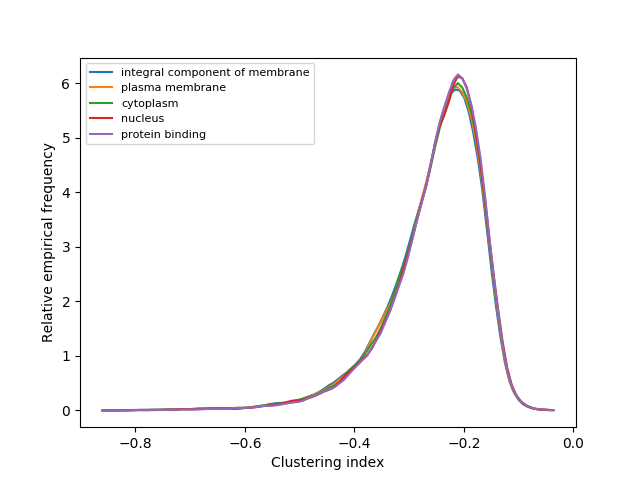 integral component of membrane
plasma membrane
cytoplasm
nucleus
protein binding
Relative empirical frequency
6
5
4
3
2
1
0
−0.8
−0.6
−0.4
−0.2
0.0
Clustering index